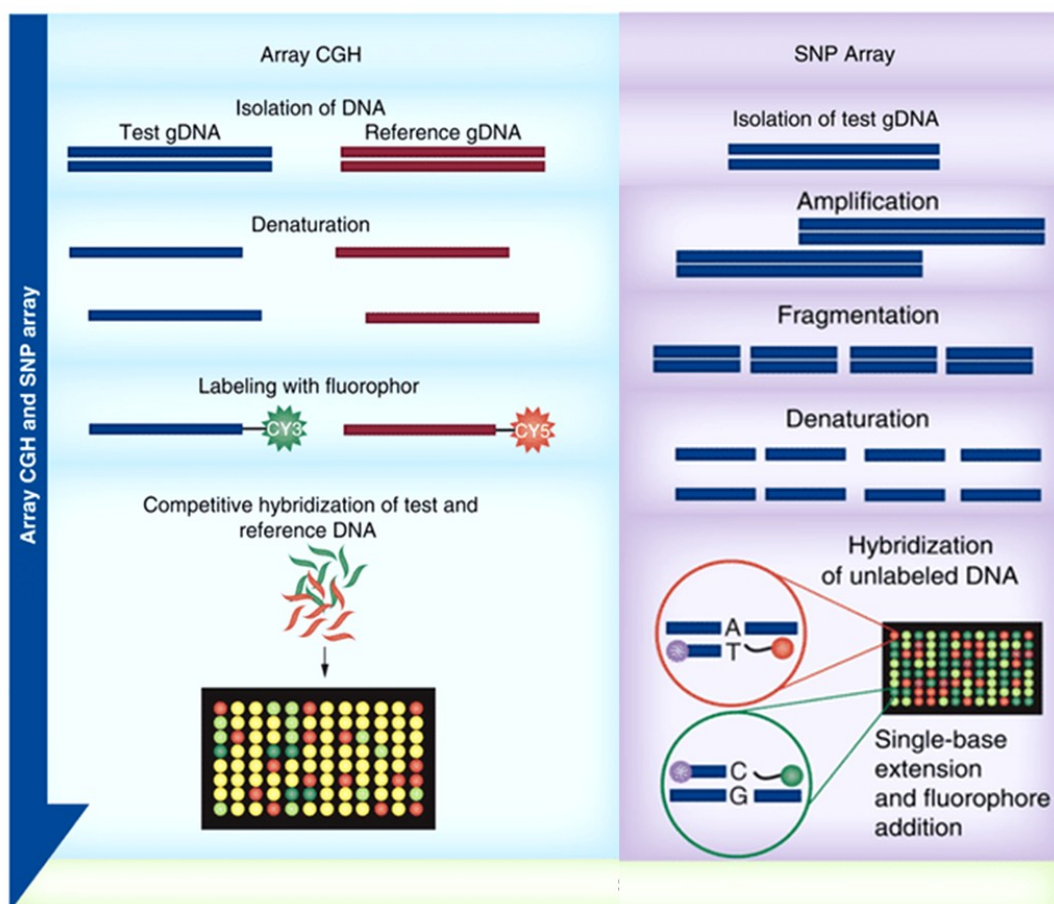 Array CGH and SNP array
Array CGH
Isolation of DNA
Test gDNA
Reference gDNA
Denaturation
Labeling with fluorophor
CY3
CY5
Competitive hybridization of test and
reference DNA
SNP Array
Isolation of test gDNA
Amplification
Fragmentation
Denaturation
Hybridization
of unlabeled DNA
A
T
C
G
Single-base
extension
and fluorophore
addition